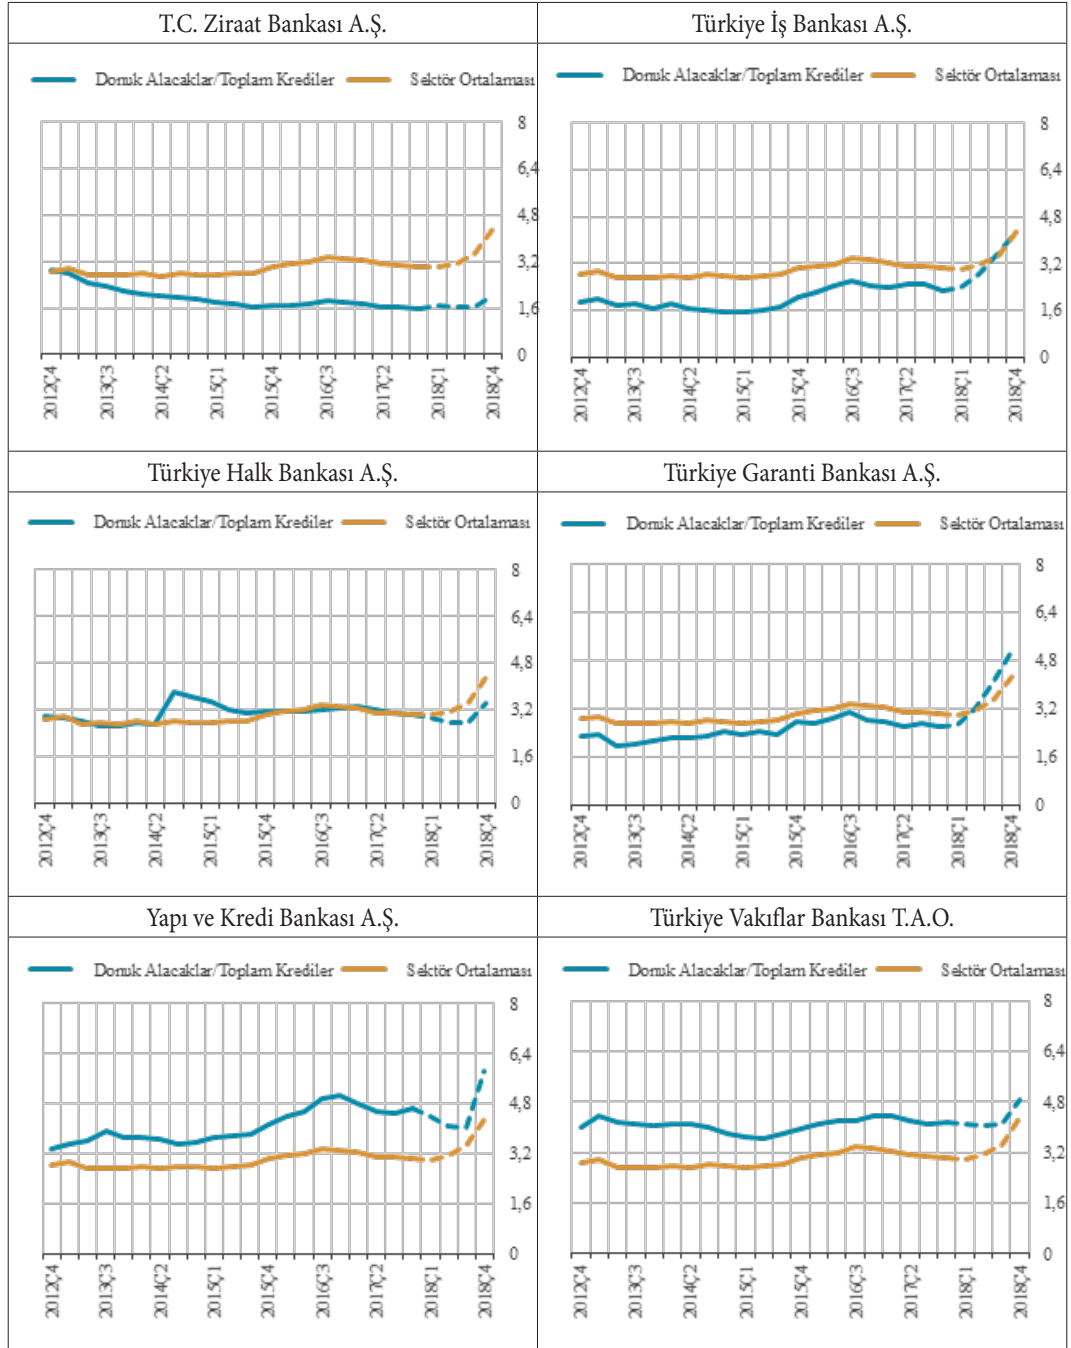 T.C. Ziraat Bankası A.Ş.
Donuk Alacaklar/Toplam Krediler Sektör Ortalaması
8
6,4
4,8
3,2
1,6
0
2012Ç4 2013Ç3 2014Ç2 2015Ç1 2015Ç4 2016Ç3 2017Ç2 2018Ç1 2018Ç4
Türkiye İş Bankası A.Ş.
Donuk Alacaklar/Toplam Krediler Sektör Ortalaması
8
6,4
4,8
3,2
1,6
0
2012Ç4 2013Ç3 2014Ç2 2015Ç1 2015Ç4 2016Ç3 2017Ç2 2018Ç1 2018Ç4
Türkiye Halk Bankası A.Ş.
Donuk Alacaklar/Toplam Krediler Sektör Ortalaması
8
6,4
4,8
3,2
1,6
0
2012Ç4 2013Ç3 2014Ç2 2015Ç1 2015Ç4 2016Ç3 2017Ç2 2018Ç1 2018Ç4
Türkiye Garanti Bankası A.Ş.
Donuk Alacaklar/Toplam Krediler Sektör Ortalaması
8
6,4
4,8
3,2
1,6
0
2012Ç4 2013Ç3 2014Ç2 2015Ç1 2015Ç4 2016Ç3 2017Ç2 2018Ç1 2018Ç4
Yapı ve Kredi Bankası A.Ş.
Donuk Alacaklar/Toplam Krediler Sektör Ortalaması
8
6,4
4,8
3,2
1,6
0
2012Ç4 2013Ç3 2014Ç2 2015Ç1 2015Ç4 2016Ç3 2017Ç2 2018Ç1 2018Ç4
Türkiye Vakıflar Bankası T.A.O.
Donuk Alacaklar/Toplam Krediler Sektör Ortalaması
8
6,4
4,8
3,2
1,6
0
2012Ç4 2013Ç3 2014Ç2 2015Ç1 2015Ç4 2016Ç3 2017Ç2 2018Ç1 2018Ç4